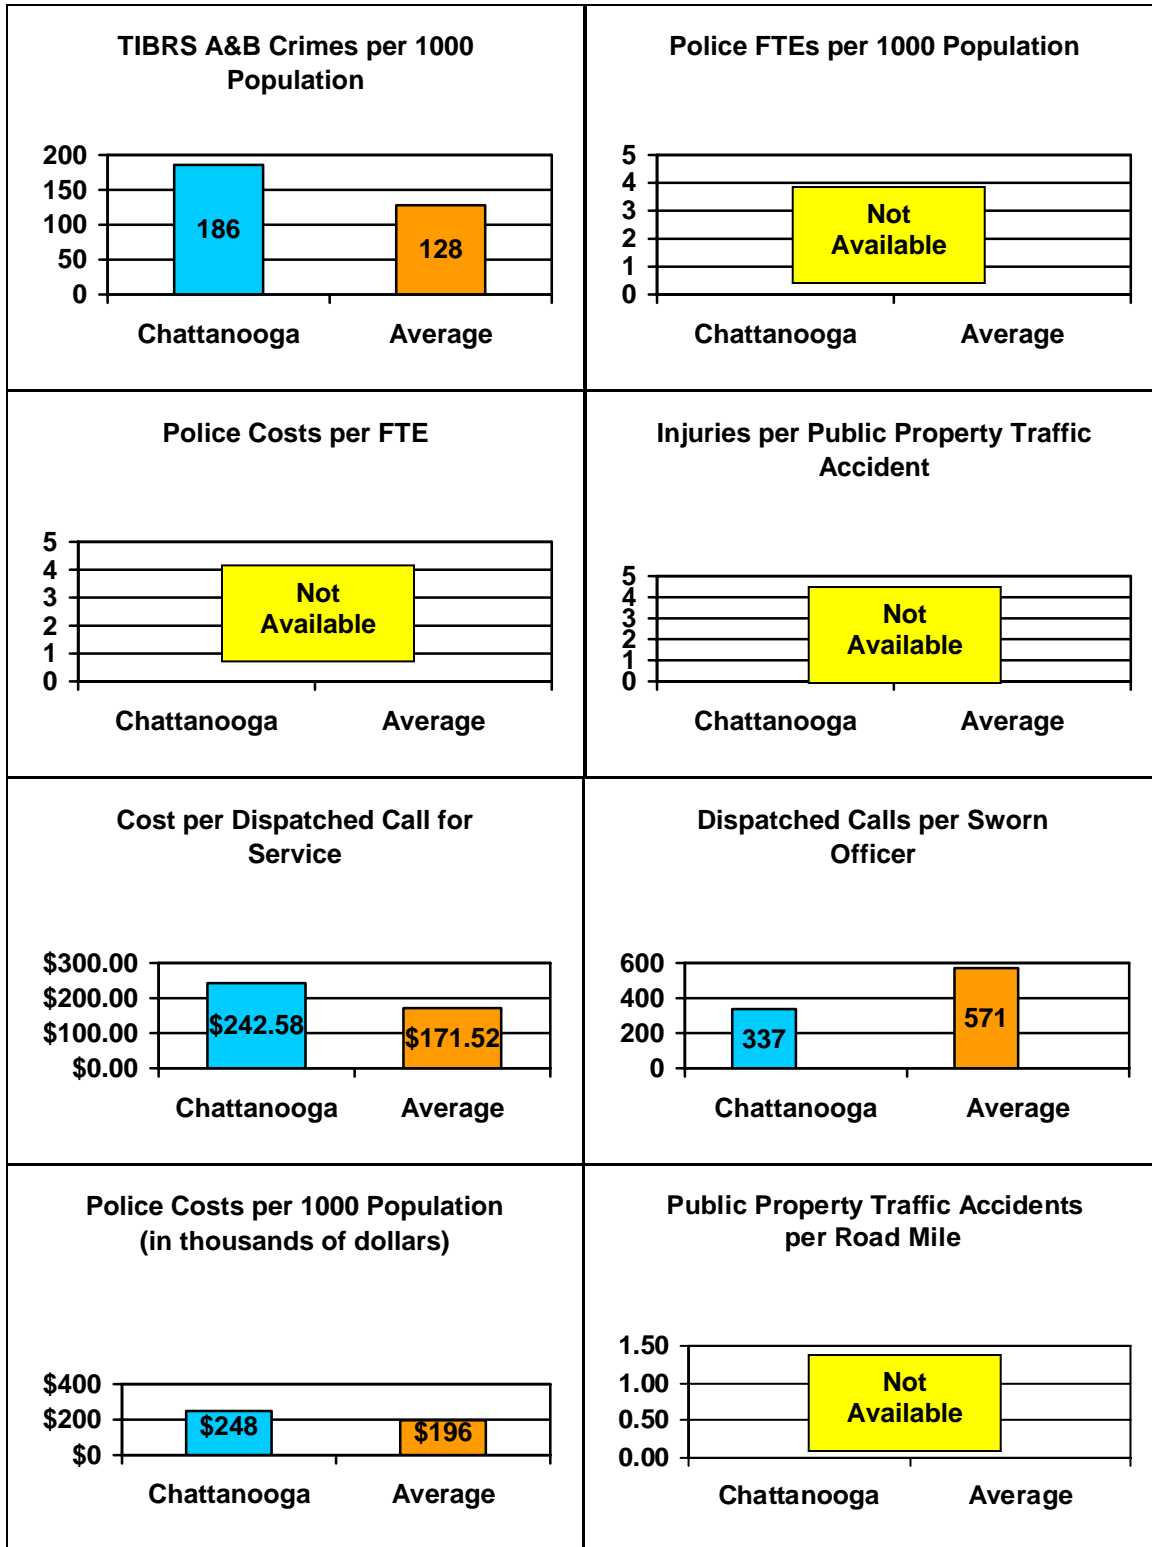 TIBRS A&B Crimes per 1000
Population
200
150
100
50
0
186
128
Chattanooga
Average
Police FTEs per 1000 Population
5
4
3
2
1
0
Not
Available
Chattanooga
Average
Police Costs per FTE
5
4
3
2
1
0
Not
Available
Chattanooga
Average
Injuries per Public Property Traffic
Accident
5
4
3
2
1
0
Not
Available
Chattanooga
Average
Cost per Dispatched Call for
Service
$300.00
$200.00
$100.00
$0.00
$242.58
$171.52
Chattanooga
Average
Dispatched Calls per Sworn
Officer
600
400
200
0
337
571
Chattanooga
Average
Police Costs per 1000 Population
(in thousands of dollars)
$400
$200
$0
$248
$196
Chattanooga
Average
Public Property Traffic Accidents
per Road Mile
1.50
1.00
0.50
0.00
Not
Available
Chattanooga
Average